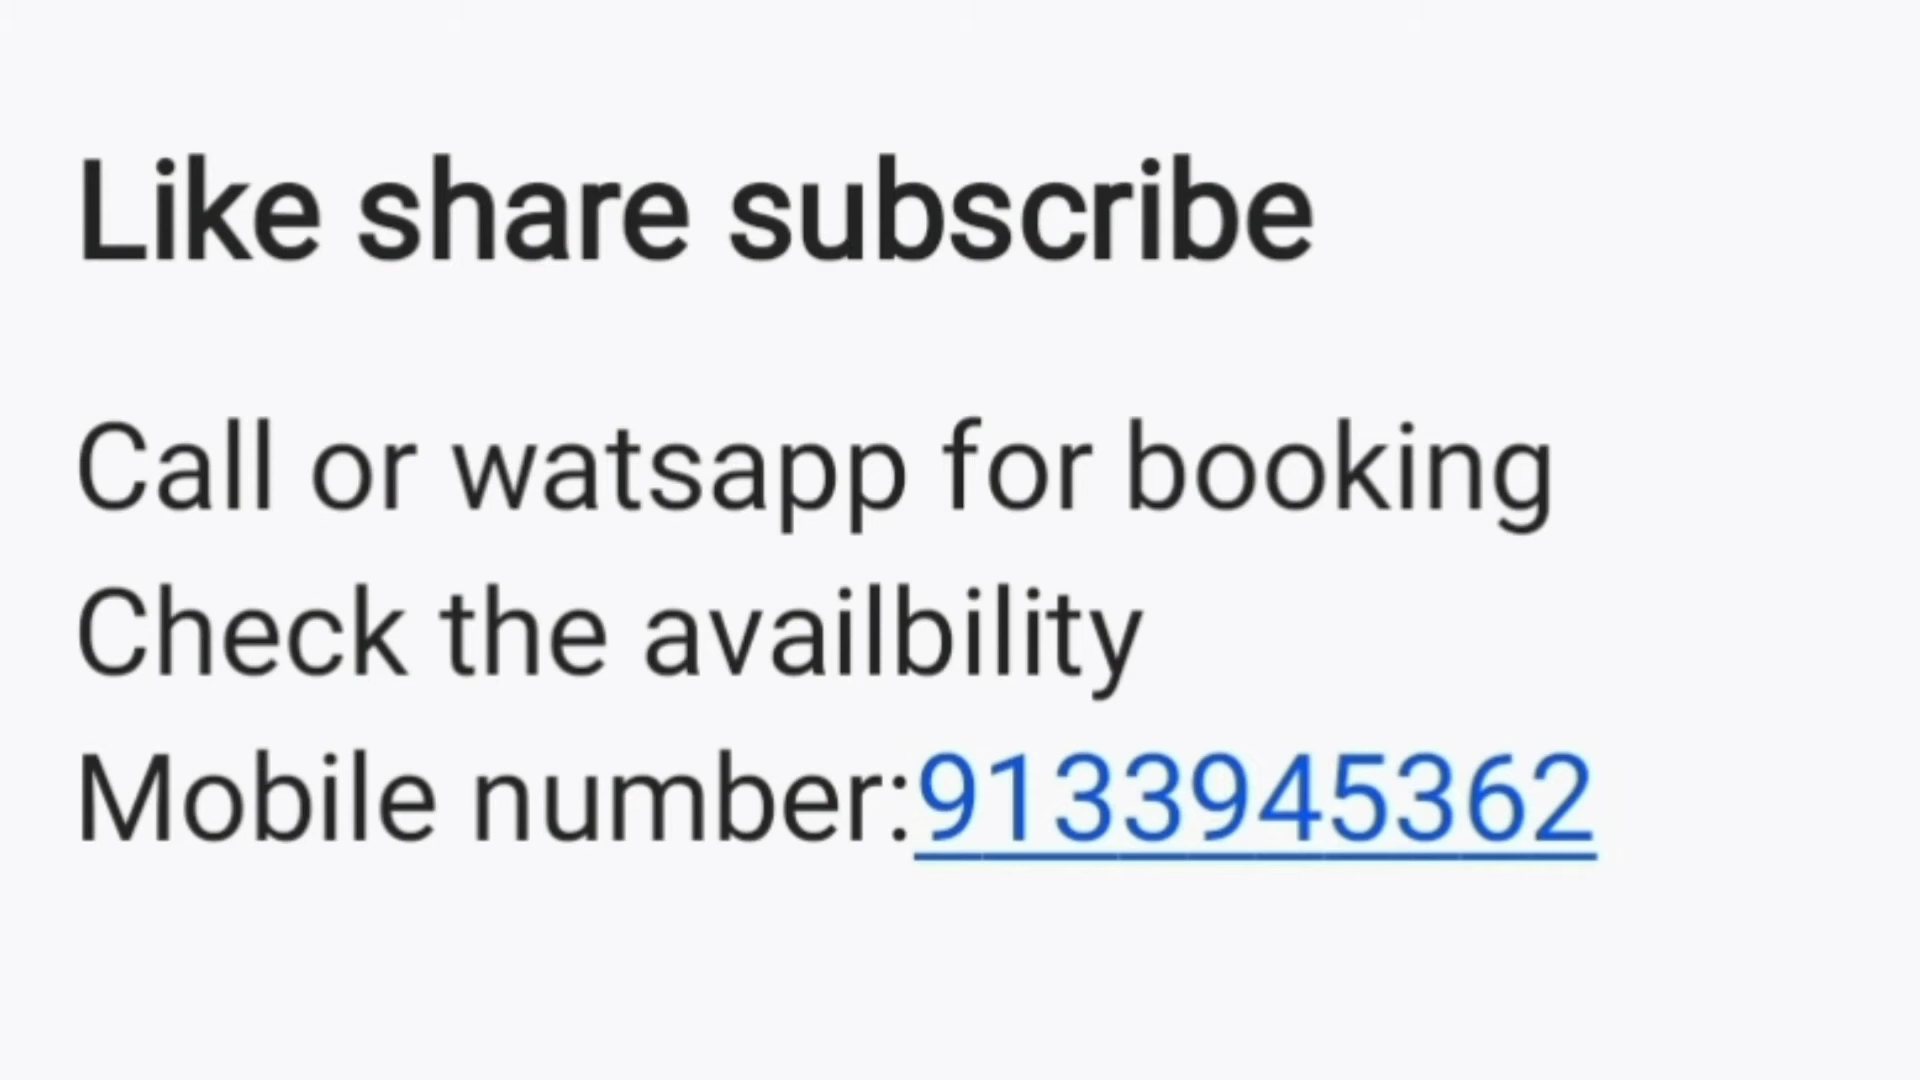 Like share subscribe
Call or watsapp for booking
Check the availbility
Mobile number:9133945362